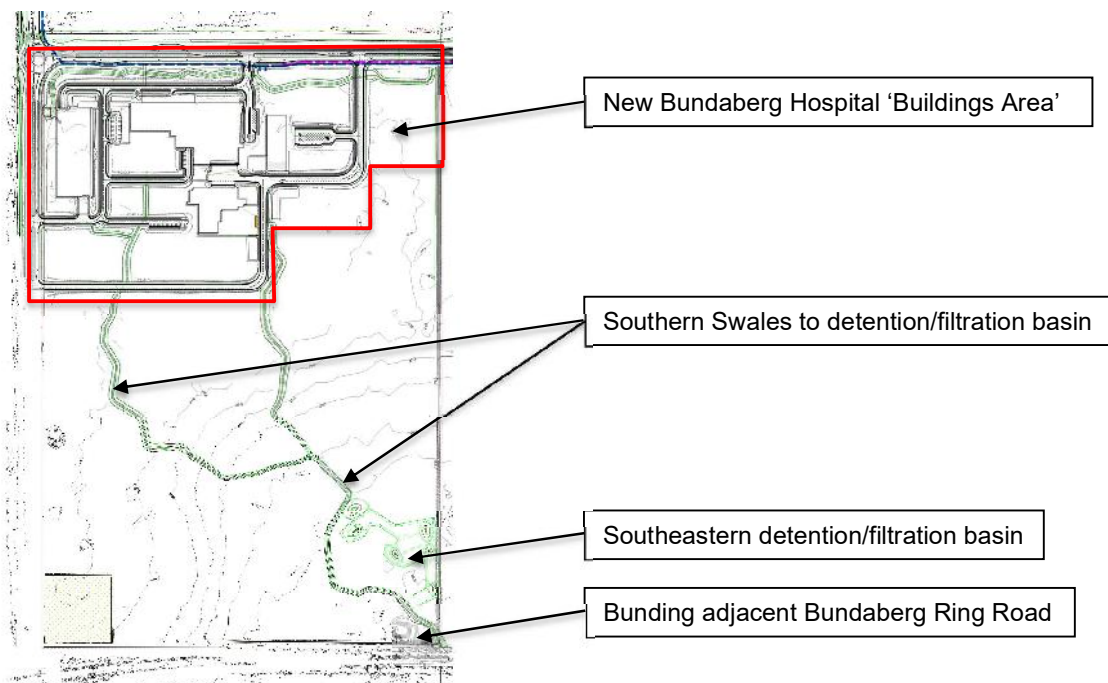 New Bundaberg Hospital ‘Buildings Area’
Southern Swales to detention/filtration basin
Southeastern detention/filtration basin
Bunding adjacent Bundaberg Ring Road